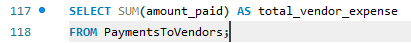 117 SELECT SUM(amount_paid) AS total_vendor_expense
118 FROM PaymentsToVendors;